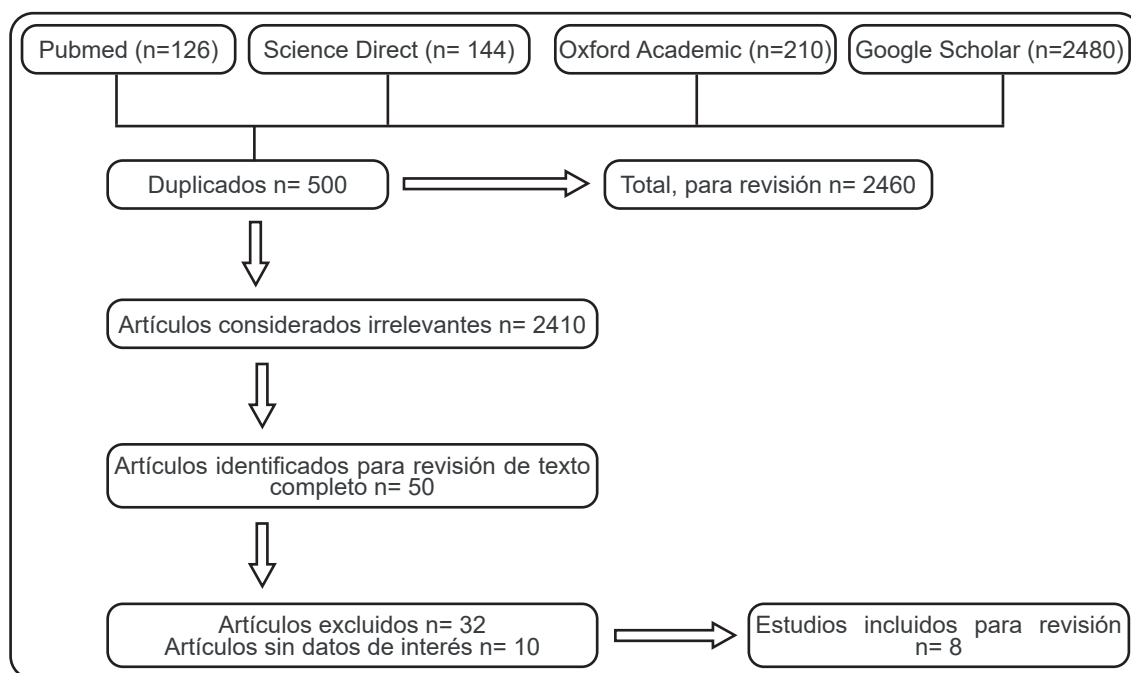 Pubmed (n=126)
Science Direct (n= 144)
Oxford Academic (n=210)
Google Scholar (n=2480)
Duplicados n= 500
Total, para revisión n= 2460
Artículos considerados irrelevantes n= 2410
Artículos identificados para revisión de texto
completo n= 50
Artículos excluidos n= 32
Artículos sin datos de interés n= 10
Estudios incluidos para revisión
n= 8